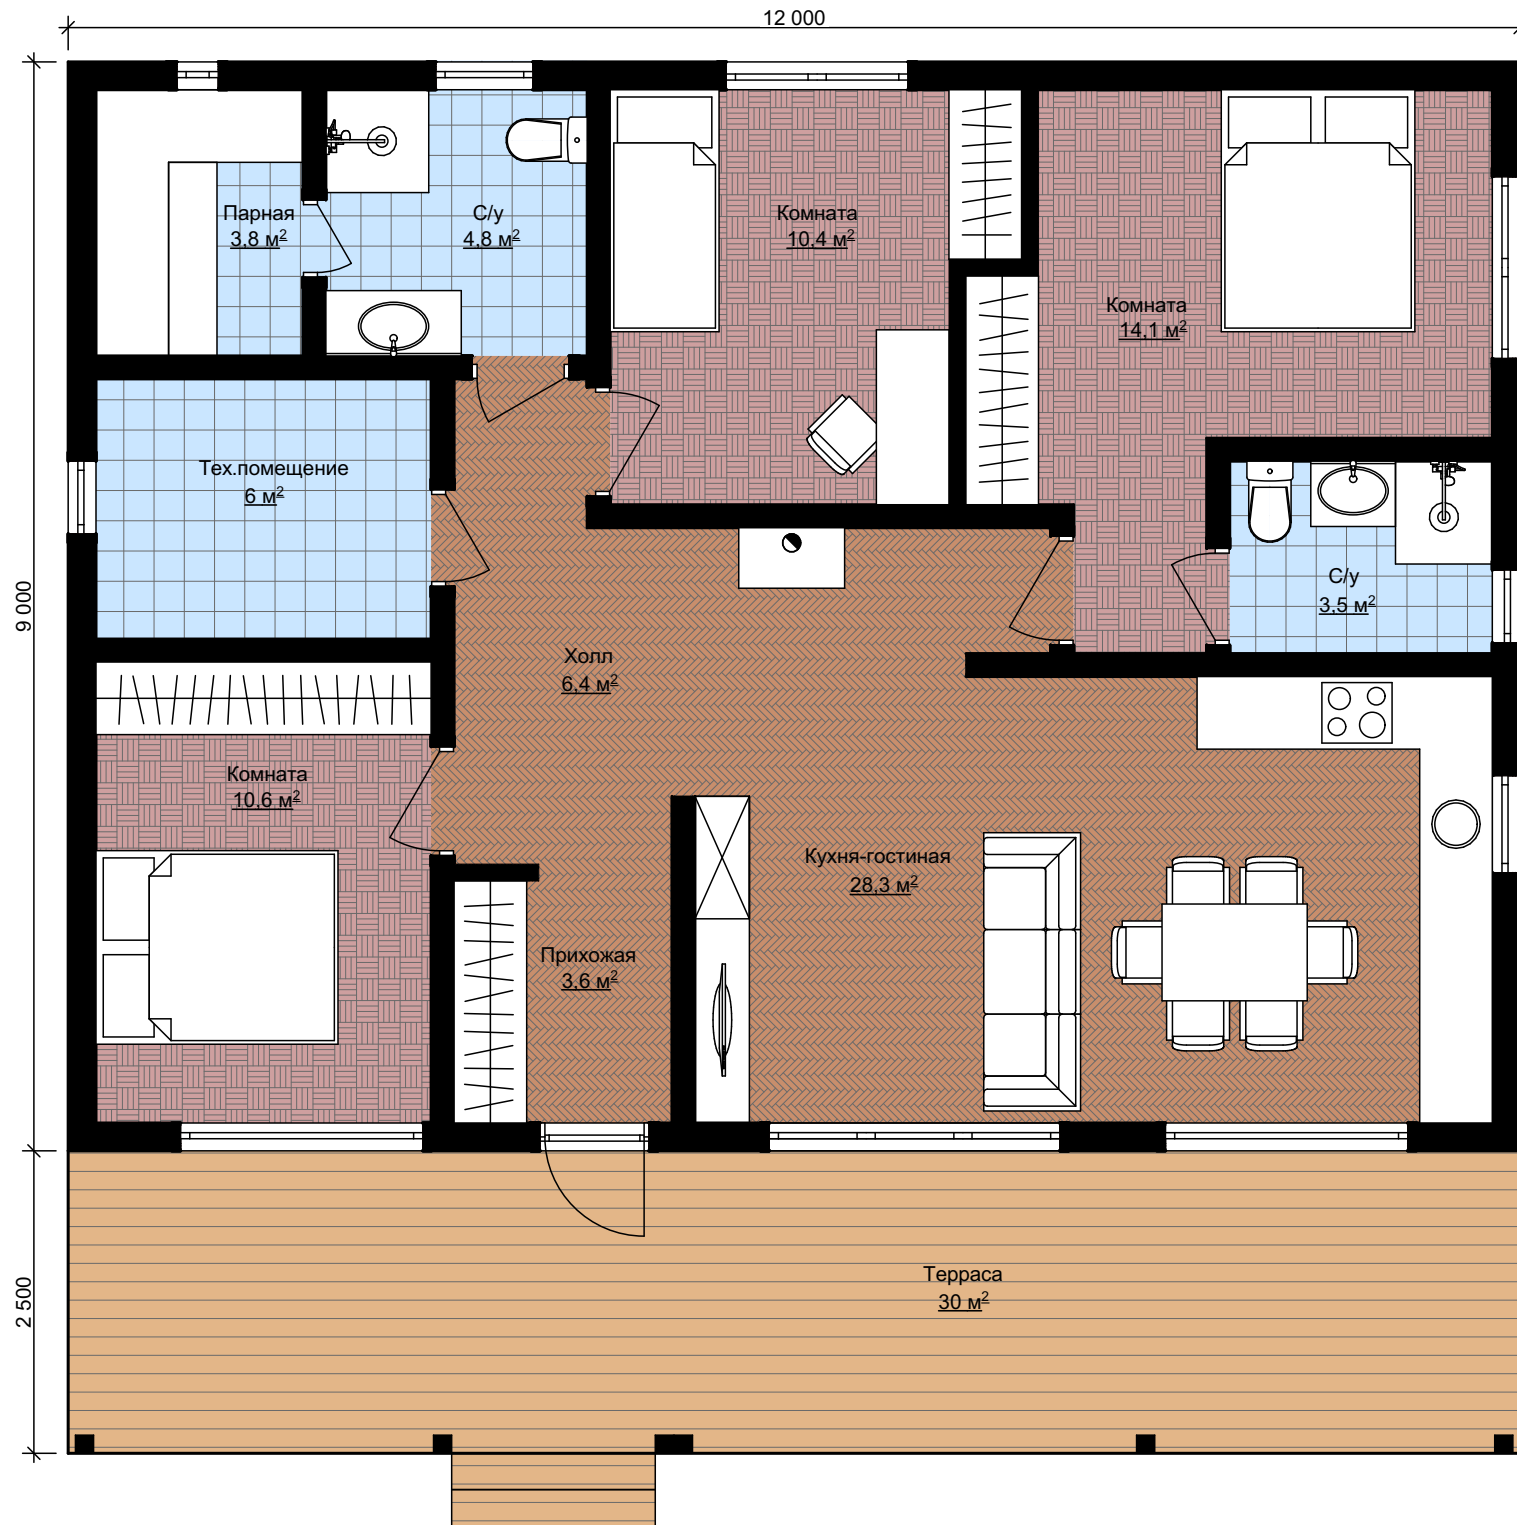 12 000
Парная
3,8 м²
С/у
4,8 м²
Комната
10,4 м²
Комната
14,1 м²
Тех.помещение
6 м²
С/у
3,5 м²
9 000
Холл
6,4 м²
Комната
10,6 м²
Кухня-гостиная
28,3 м²
Прихожая
3,6 м²
Терраса
30 м²
2 500